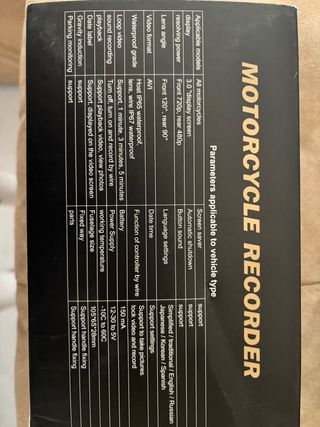 MOTORCYCLE RECORDER
Parameters applicable to vehicle type
Applicable models All motorcycles Screen saver support
display 3.0 "display screen Automatic shutdown support
resolving power Front 720p, rear 480p Button sound support
Lens angle Front 120°, rear 90° Language settings Simplified / traditional / English / Russian
Japanese / Korean / Spanish
Video format AVI Date time Support settings
Waterproof grade Host IP65 waterproof, Function of controller by wire Support to take pictures
lens, wire IP67 waterproof lock video and record
Loop video Support, 1 minute, 3 minutes, 5 minutes Battery 150 mA
sound recording Turn off, turn on and record by wire Power Supply 12-30 to 5V
playback Support playback video, view photos working temperature -10C to 60C
Date label Support, displayed on the video screen Fuselage size 105*65*28mm
Gravity induction support Fixed way Support handle fixing
Parking monitoring support parts Support handle fixing